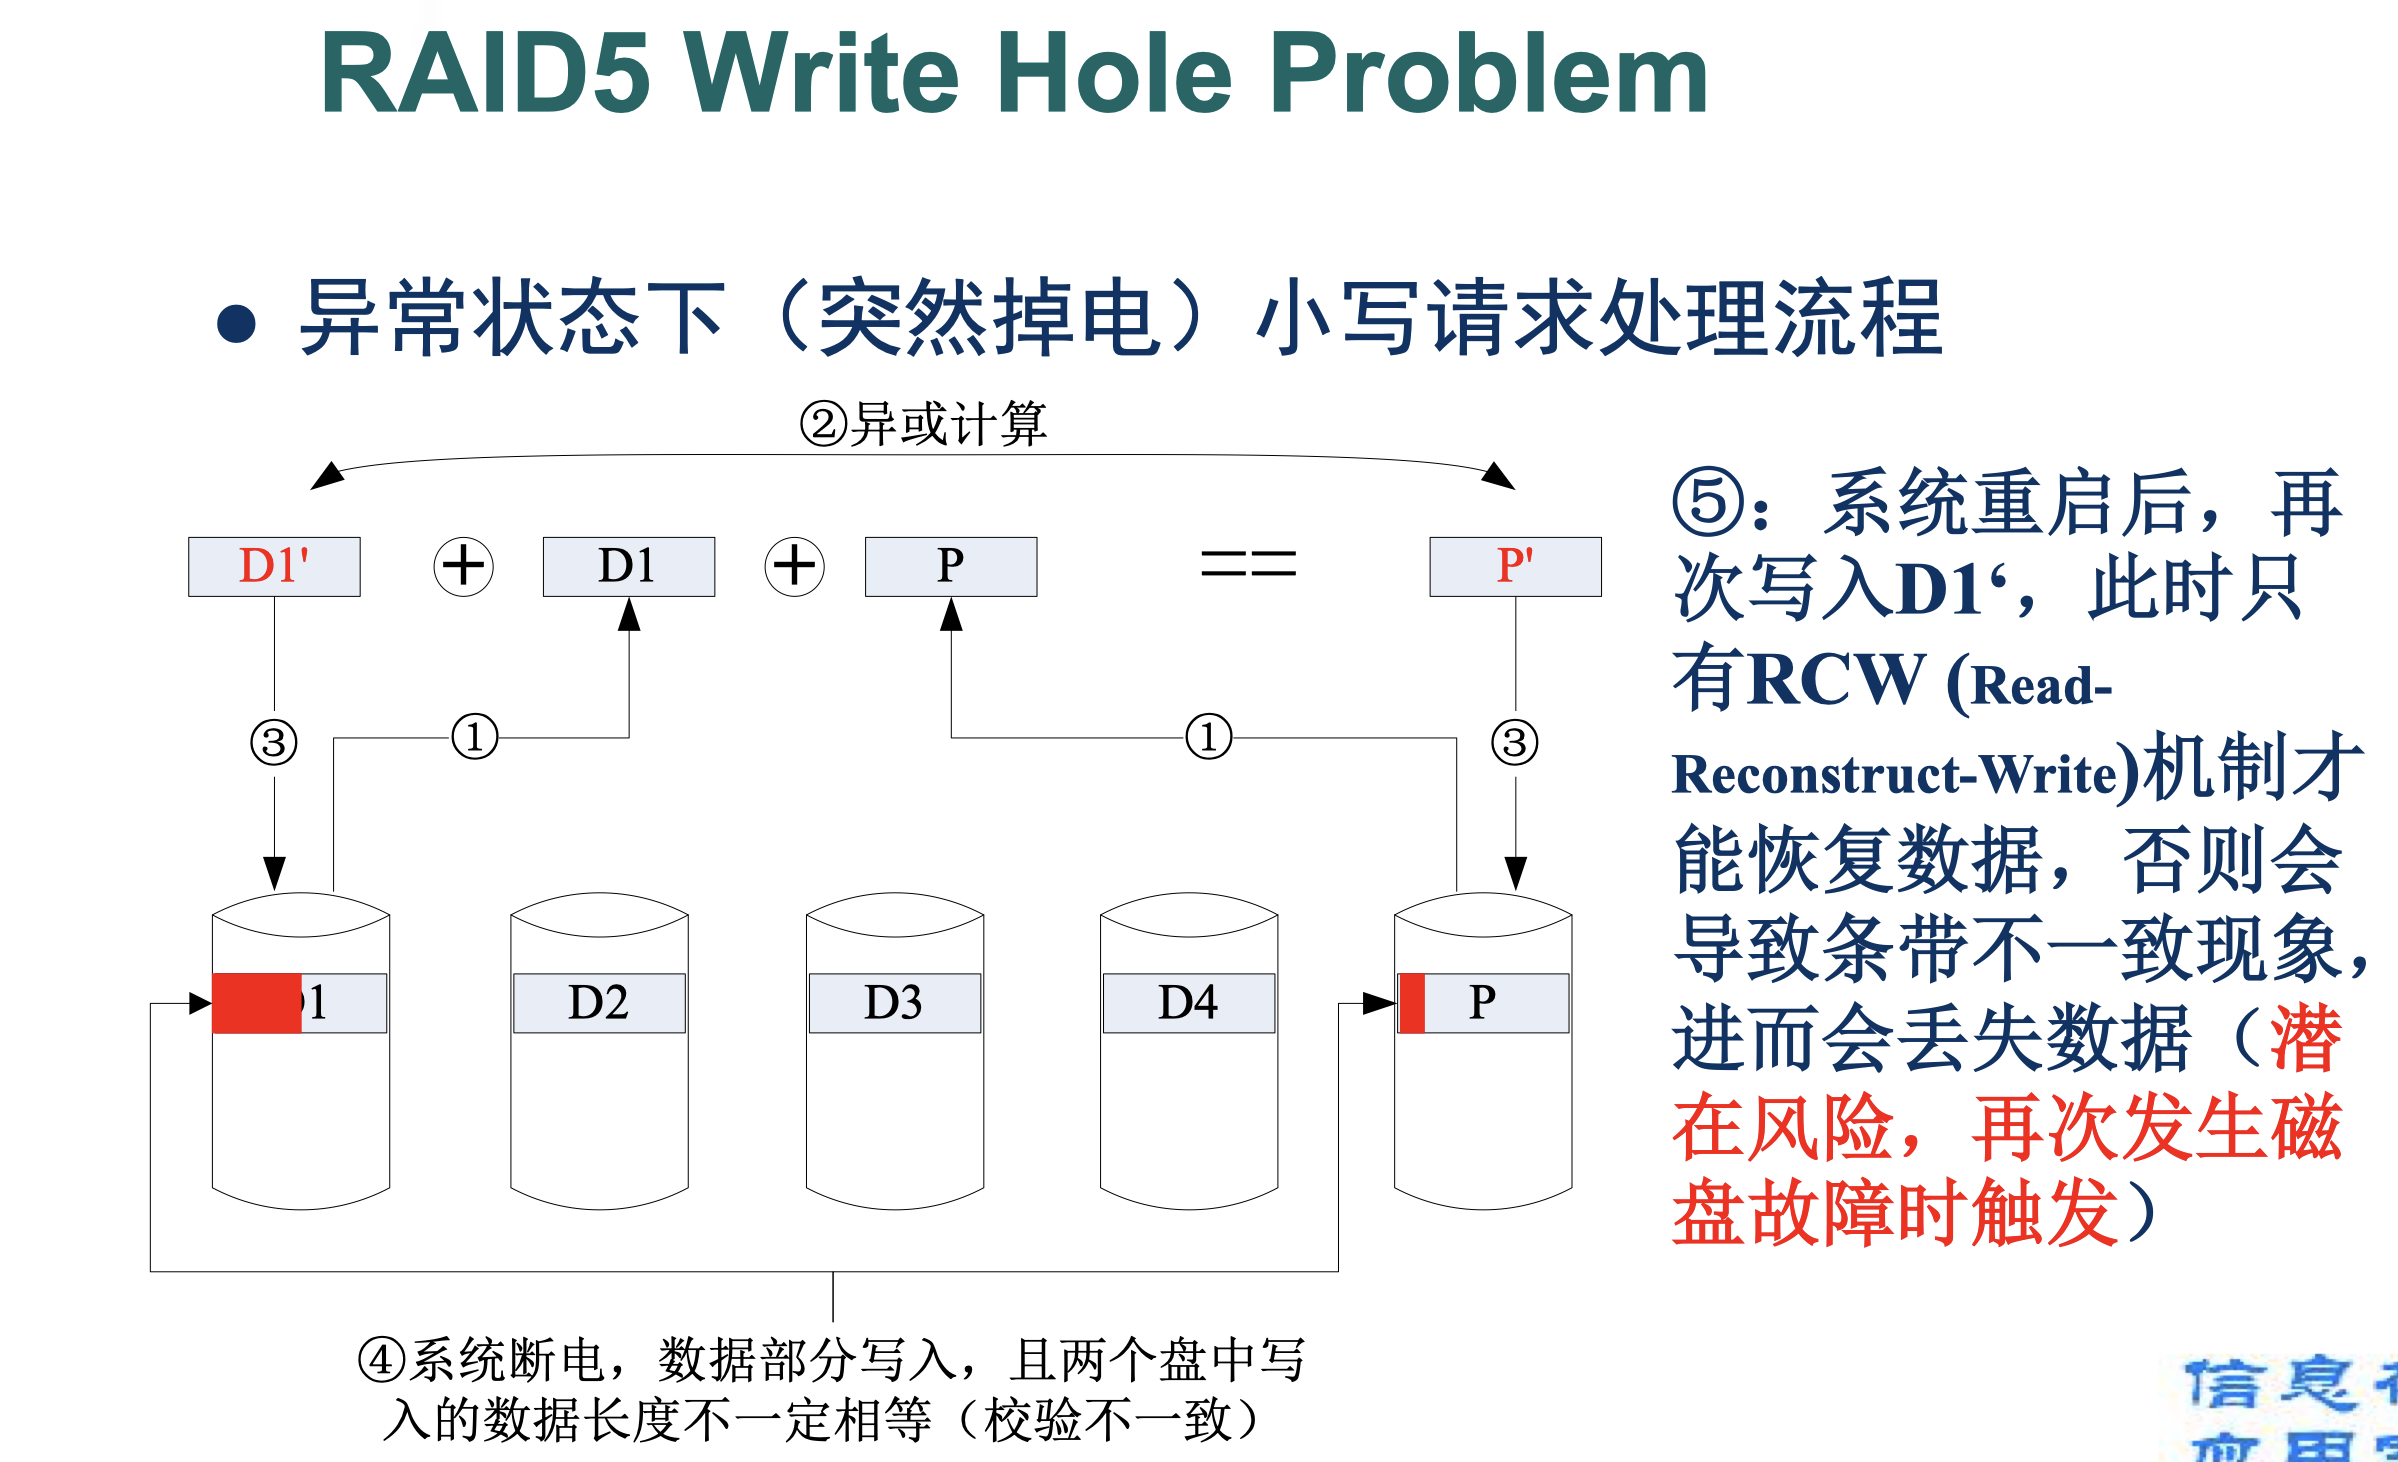 RAID5 Write Hole Problem
● 异常状态下（突然掉电）小写请求处理流程
②异或计算
D1' ⊕ D1 ⊕ P == P'
③ ① ① ③
1 D2 D3 D4 P
④系统断电，数据部分写入，且两个盘中写
入的数据长度不一定相等（校验不一致）
⑤：系统重启后，再
次写入D1‘，此时只
有RCW (Read-
Reconstruct-Write)机制才
能恢复数据，否则会
导致条带不一致现象，
进而会丢失数据（潜
在风险，再次发生磁
盘故障时触发）
信息
应用